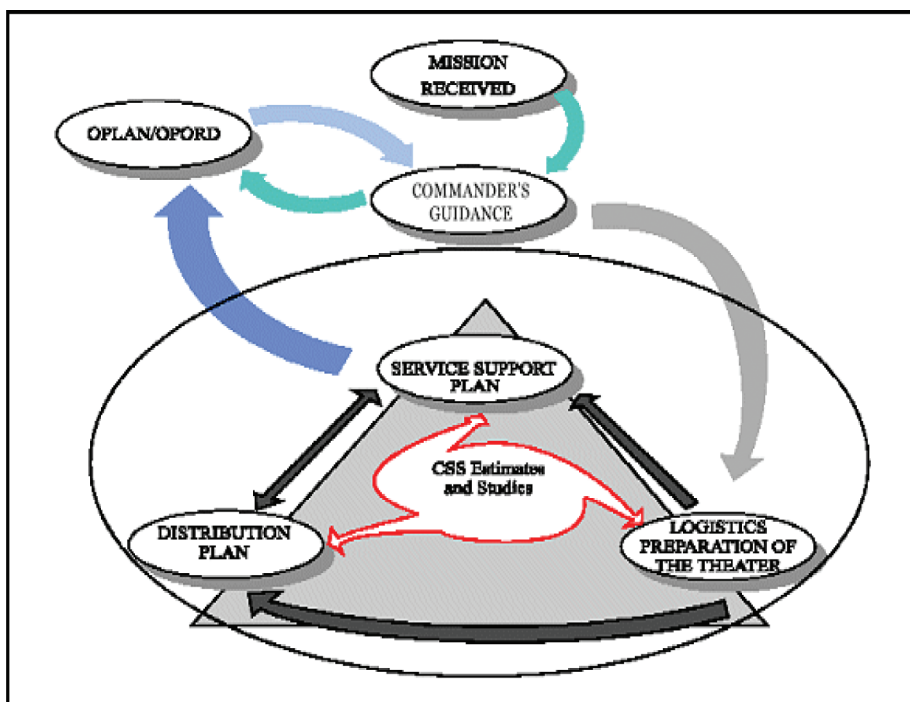 MISSION
RECEIVED
OPLAN/OPORD
COMMANDER'S
GUIDANCE
SERVICE SUPPORT
PLAN
CSS Estimates
and Studies
DISTRIBUTION
PLAN
LOGISTICS
PREPARATION OF
THE THEATER